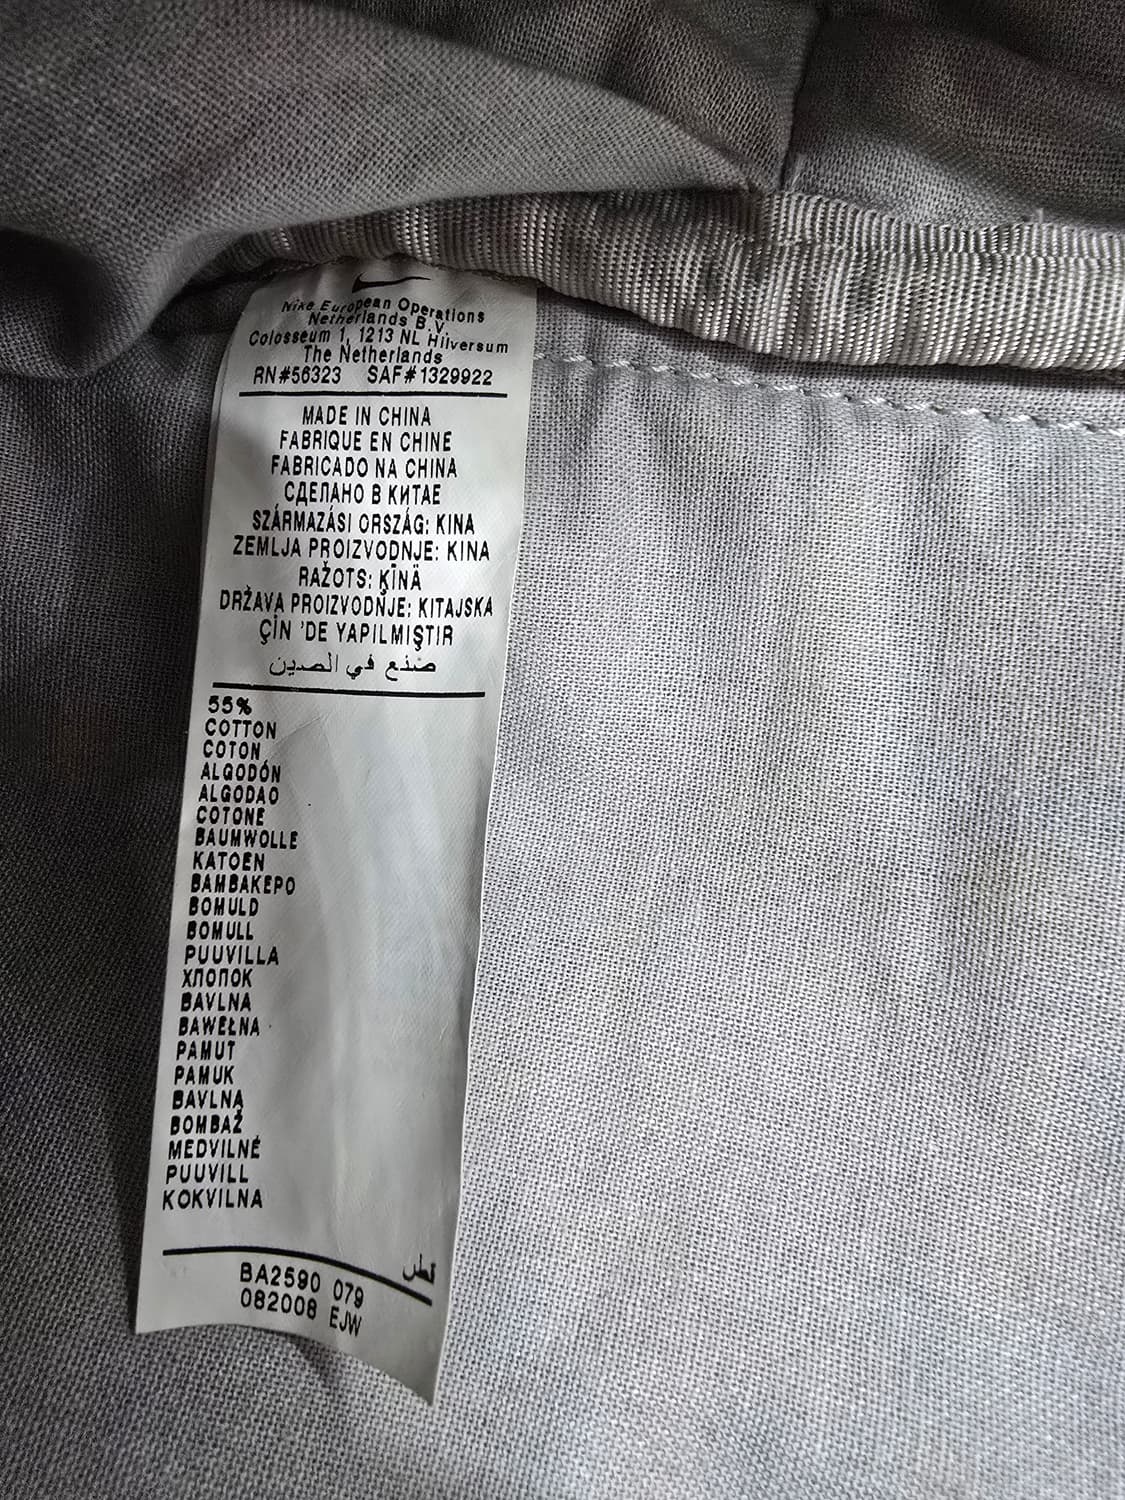 Nike European Operations
Netherlands B.V.
Colosseum 1, 1213 NL Hilversum
The Netherlands
RN#56323 SAF#1329922
MADE IN CHINA
FABRIQUE EN CHINE
FABRICADO NA CHINA
СДЕЛАНО В КИТАЕ
SZÁRMAZÁSI ORSZÁG: KINA
ZEMLJA PROIZVODNJE: KINA
RAŽOTS: ĶĪNĀ
DRŽAVA PROIZVODNJE: KITAJSKA
ÇİN 'DE YAPILMIŞTIR
صنع في الصين
55%
COTTON
COTON
ALGODÓN
ALGODAO
COTONE
BAUMWOLLE
KATOEN
ΒΑΜΒΑΚΕΡΟ
BOMULD
BOMULL
PUUVILLA
ХЛОПОК
BAVLNA
BAWEŁNA
PAMUT
PAMUK
BAVLNĄ
BOMBAŽ
MEDVILNĖ
PUUVILL
KOKVILNA
قطن
BA2590 079
082008 EJW